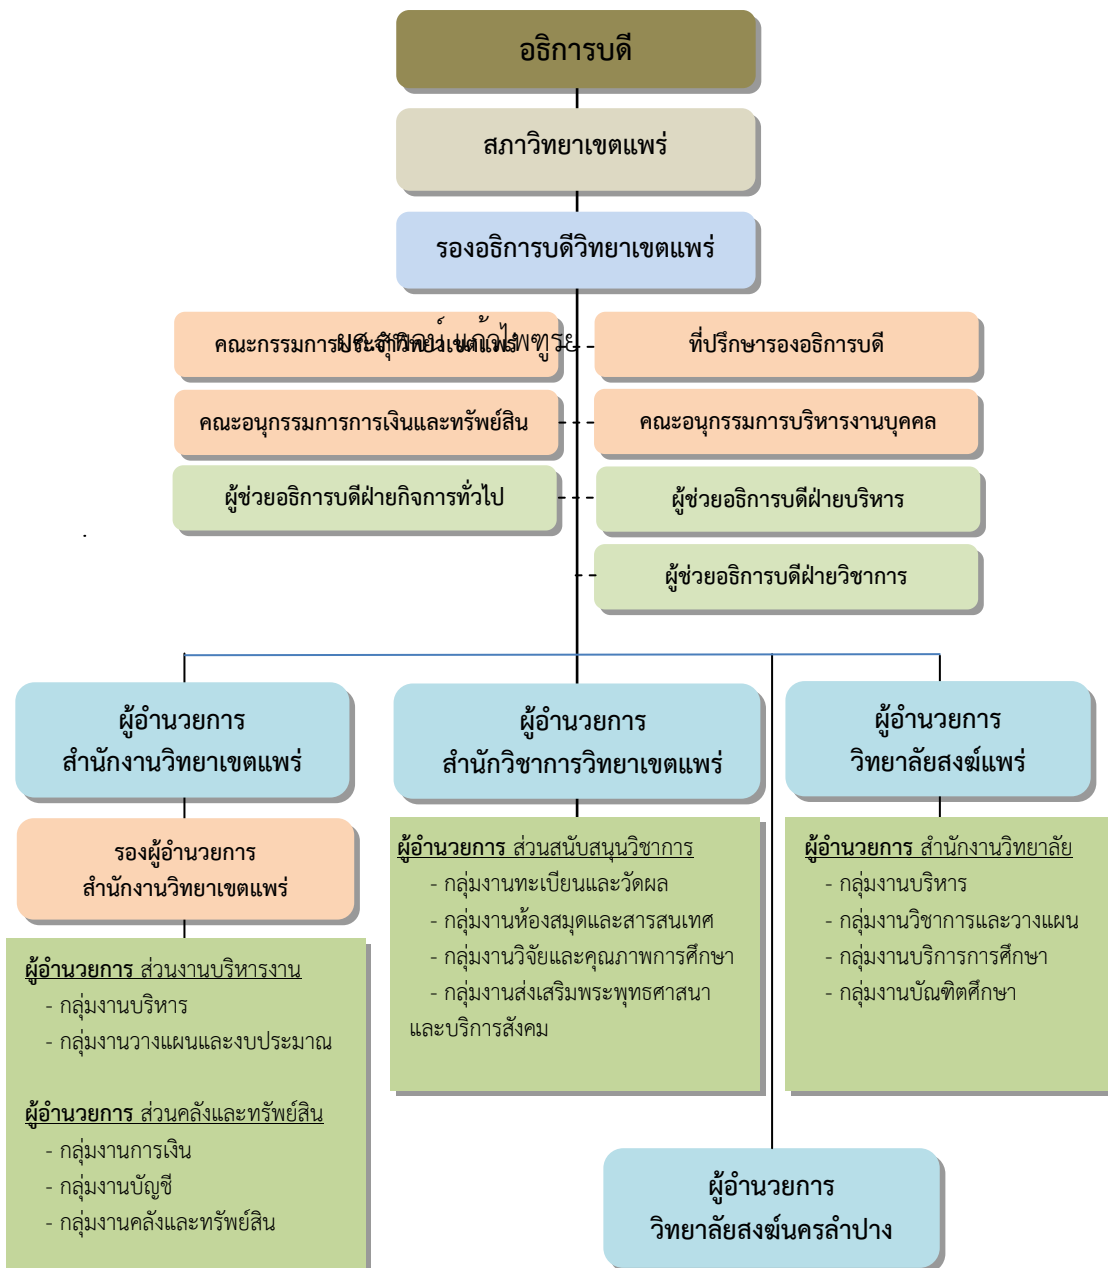 อธิการบดี
สภาวิทยาเขตแพร่
รองอธิการบดีวิทยาเขตแพร่
คณะกรรมการประจำวิทยาเขตแพร่
ที่ปรึกษารองอธิการบดี
คณะอนุกรรมการการเงินและทรัพย์สิน
คณะอนุกรรมการบริหารงานบุคคล
ผู้ช่วยอธิการบดีฝ่ายกิจการทั่วไป
ผู้ช่วยอธิการบดีฝ่ายบริหาร
.
ผู้ช่วยอธิการบดีฝ่ายวิชาการ
ผู้อำนวยการ
สำนักงานวิทยาเขตแพร่
รองผู้อำนวยการ
สำนักงานวิทยาเขตแพร่
ผู้อำนวยการ ส่วนงานบริหารงาน
- กลุ่มงานบริหาร
- กลุ่มงานวางแผนและงบประมาณ
ผู้อำนวยการ ส่วนคลังและทรัพย์สิน
- กลุ่มงานการเงิน
- กลุ่มงานบัญชี
- กลุ่มงานคลังและทรัพย์สิน
ผู้อำนวยการ
สำนักวิชาการวิทยาเขตแพร่
ผู้อำนวยการ ส่วนสนับสนุนวิชาการ
- กลุ่มงานทะเบียนและวัดผล
- กลุ่มงานห้องสมุดและสารสนเทศ
- กลุ่มงานวิจัยและคุณภาพการศึกษา
- กลุ่มงานส่งเสริมพระพุทธศาสนา
และบริการสังคม
ผู้อำนวยการ
วิทยาลัยสงฆ์แพร่
ผู้อำนวยการ สำนักงานวิทยาลัย
- กลุ่มงานบริหาร
- กลุ่มงานวิชาการและวางแผน
- กลุ่มงานบริการการศึกษา
- กลุ่มงานบัณฑิตศึกษา
ผู้อำนวยการ
วิทยาลัยสงฆ์นครลำปาง